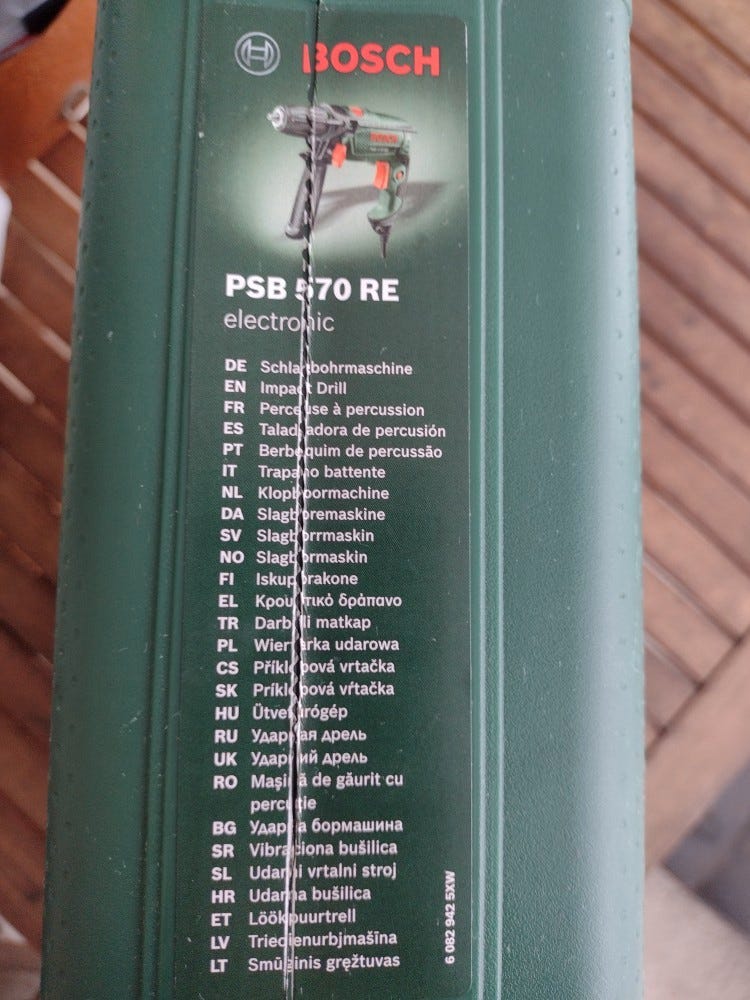 BOSCH
PSB 570 RE
electronic
DE Schlagbohrmaschine
EN Impact Drill
FR Perceuse à percussion
ES Taladradora de percusión
PT Berbequim de percussão
IT Trapano battente
NL Klopboormachine
DA Slagboremaskine
SV Slagborrmaskin
NO Slagbormaskin
FI Iskuporakone
EL Κρουστικό δράπανο
TR Darbeli matkap
PL Wiertarka udarowa
CS Příklepová vrtačka
SK Príklepová vŕtačka
HU Ütvefúrógép
RU Ударная дрель
UK Ударний дрель
RO Mașină de găurit cu
percuție
BG Ударна бормашина
SR Vibraciona bušilica
SL Udarni vrtalni stroj
HR Udarna bušilica
ET Löökpuurtrell
LV Triecienurbjmašīna
LT Smūginis gręžtuvas
6 082 942 5XW